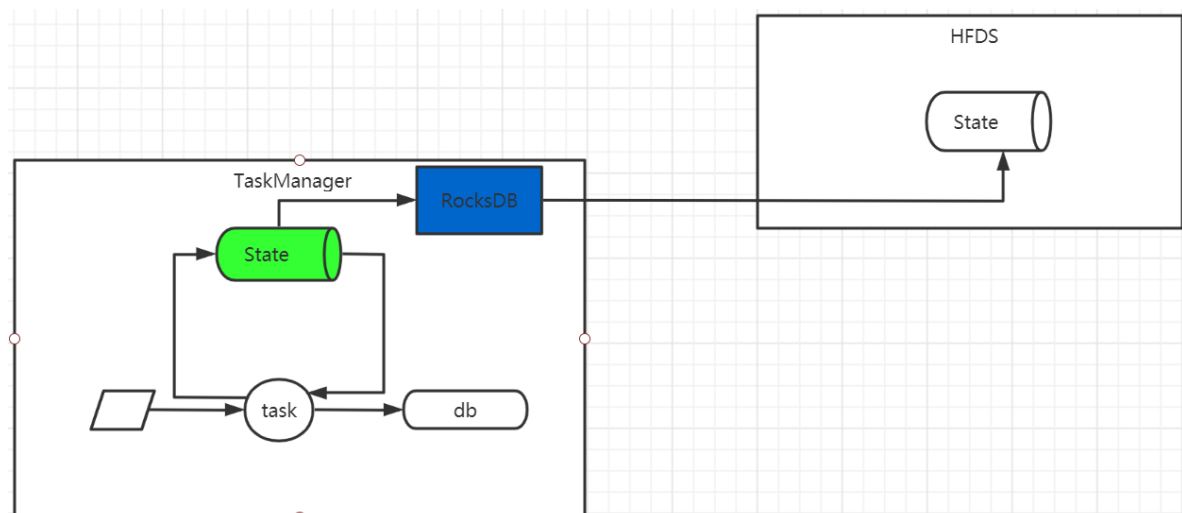 HFDS
State
TaskManager
RocksDB
State
task
db